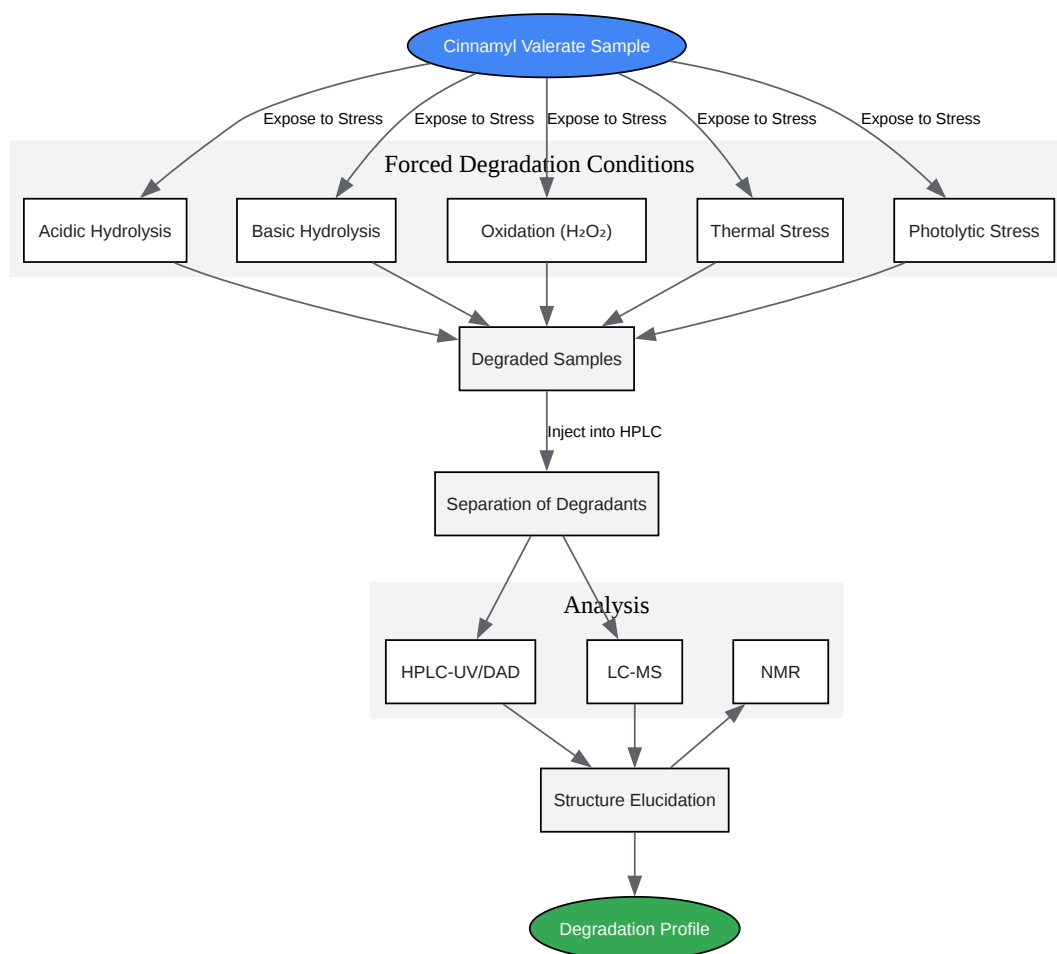 Cinnamyl Valerate Sample
Expose to Stress
Expose to Stress
Expose to Stress
Expose to Stress
Expose to Stress
Forced Degradation Conditions
Acidic Hydrolysis
Basic Hydrolysis
Oxidation (H₂O₂)
Thermal Stress
Photolytic Stress
Degraded Samples
Inject into HPLC
Separation of Degradants
Analysis
HPLC-UV/DAD
LC-MS
NMR
Structure Elucidation
Degradation Profile